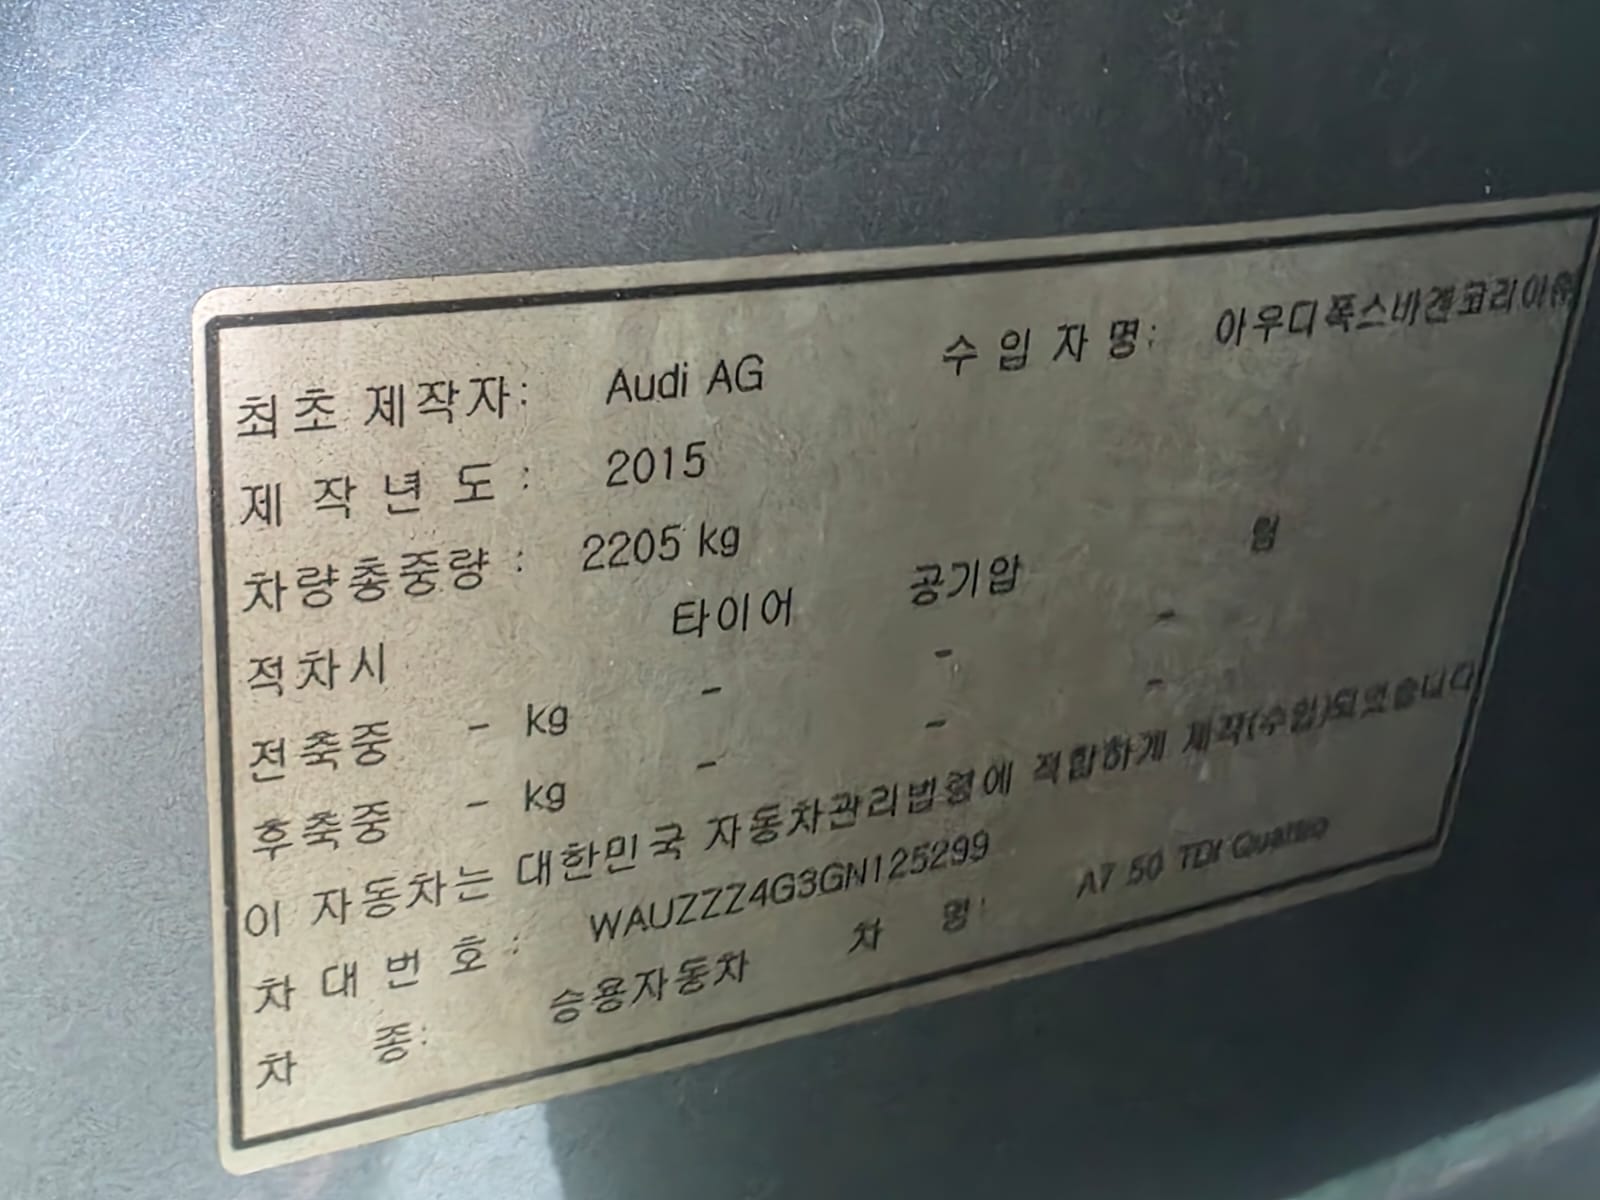 최초 제작자: Audi AG 수 입 자 명: 아우디폭스바겐코리아㈜
제 작 년 도 : 2015
차량총중량 : 2205 kg
적차시 타이어 공기압 림
전축중 - kg - - -
후축중 - kg - - -
이 자동차는 대한민국 자동차관리법령에 적합하게 제작(수입)되었습니다
차 대 번 호 : WAUZZZ4G3GN125299
차 종: 승용자동차 차 명: A7 50 TDI Quattro